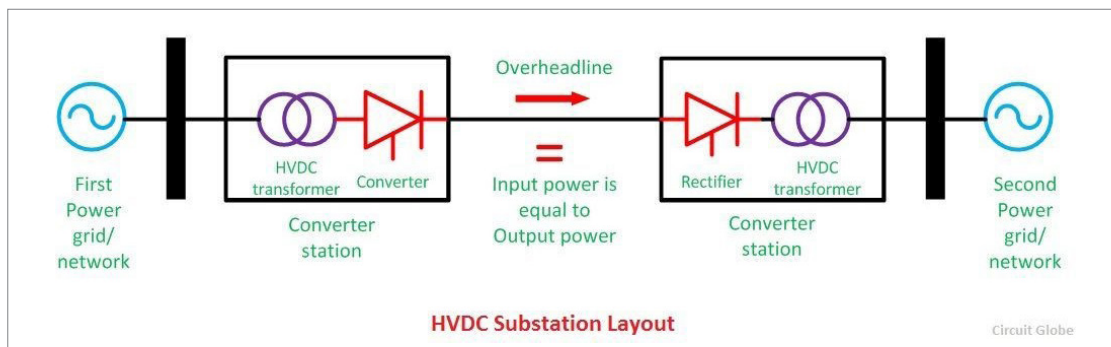 First
Power
grid/
network
HVDC
transformer
Converter
Converter
station
Overheadline
Input power is
equal to
Output power
Rectifier
HVDC
transformer
Converter
station
Second
Power
grid/
network
HVDC Substation Layout
Circuit Globe